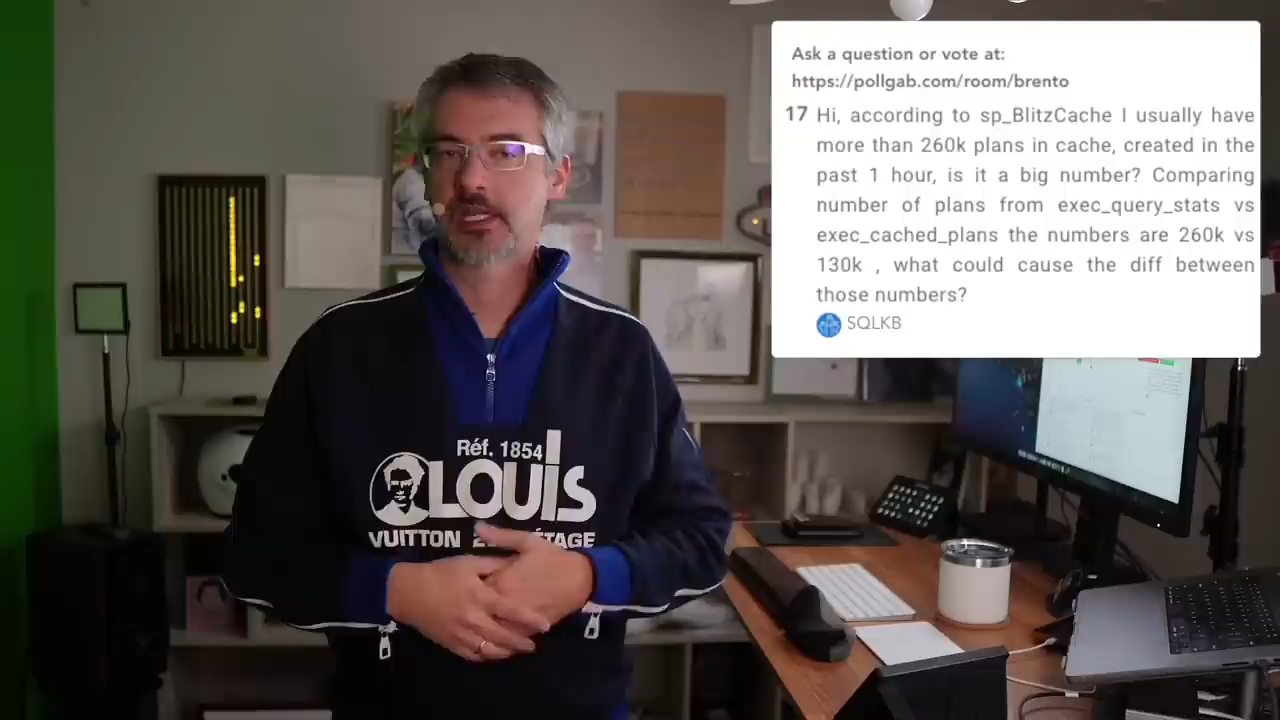 Ask a question or vote at:
https://pollgab.com/room/brento
17 Hi, according to sp_BlitzCache I usually have
more than 260k plans in cache, created in the
past 1 hour, is it a big number? Comparing
number of plans from exec_query_stats vs
exec_cached_plans the numbers are 260k vs
130k , what could cause the diff between
those numbers?
SQLKB
Réf. 1854
LOUIS
VUITTON